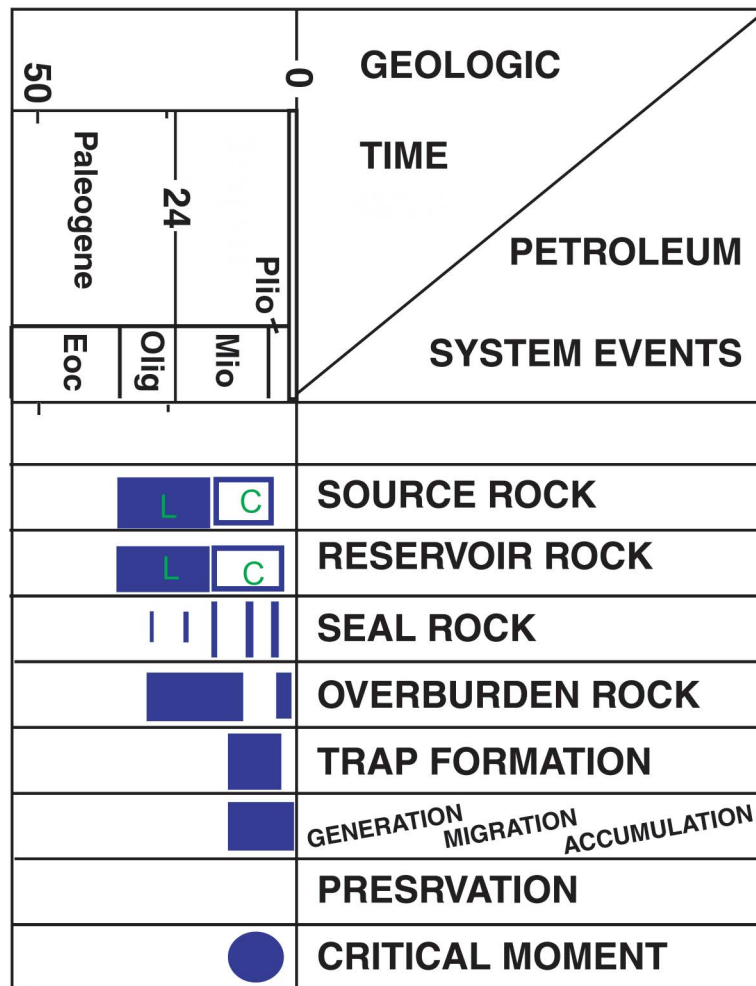 GEOLOGIC
TIME
PETROLEUM
SYSTEM EVENTS
50
0
24
Paleogene
Plio
Eoc
Olig
Mio
L
C
SOURCE ROCK
L
C
RESERVOIR ROCK
SEAL ROCK
OVERBURDEN ROCK
TRAP FORMATION
GENERATION MIGRATION ACCUMULATION
PRESRVATION
CRITICAL MOMENT